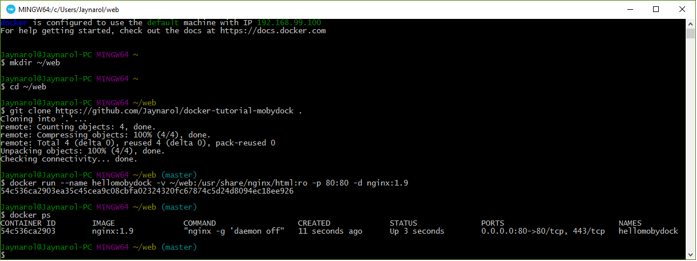 MINGW64:/c/Users/Jaynarol/web
docker is configured to use the default machine with IP 192.168.99.100
For help getting started, check out the docs at https://docs.docker.com
Jaynarol@Jaynarol-PC MINGW64 ~
$ mkdir ~/web
Jaynarol@Jaynarol-PC MINGW64 ~
$ cd ~/web
Jaynarol@Jaynarol-PC MINGW64 ~/web
$ git clone https://github.com/Jaynarol/docker-tutorial-mobydock .
Cloning into '.'...
remote: Counting objects: 4, done.
remote: Compressing objects: 100% (4/4), done.
remote: Total 4 (delta 0), reused 4 (delta 0), pack-reused 0
Unpacking objects: 100% (4/4), done.
Checking connectivity... done.
Jaynarol@Jaynarol-PC MINGW64 ~/web (master)
$ docker run --name hellomobydock -v ~/web:/usr/share/nginx/html:ro -p 80:80 -d nginx:1.9
54c536ca2903ea35c45cea9c08cbfa02324320fc67874c5d24d8094ec18ee926
Jaynarol@Jaynarol-PC MINGW64 ~/web (master)
$ docker ps
CONTAINER ID IMAGE COMMAND CREATED STATUS PORTS NAMES
54c536ca2903 nginx:1.9 "nginx -g 'daemon off" 11 seconds ago Up 3 seconds 0.0.0.0:80->80/tcp, 443/tcp hellomobydock
Jaynarol@Jaynarol-PC MINGW64 ~/web (master)
$